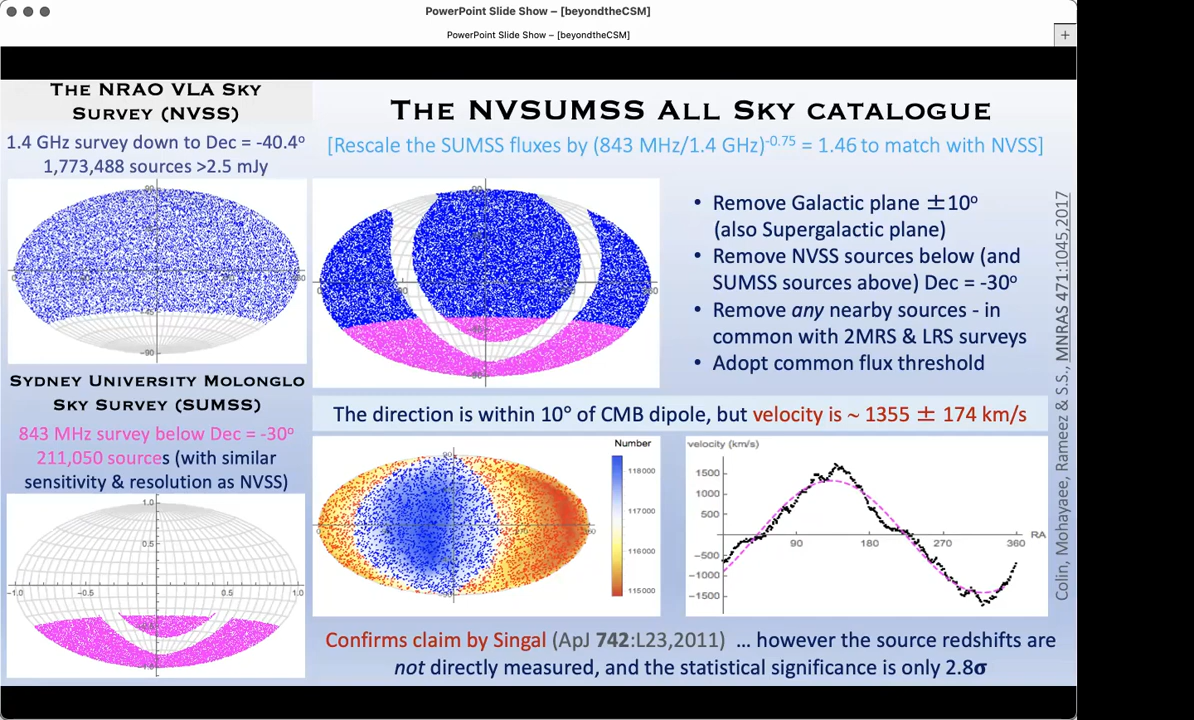 PowerPoint Slide Show – [beyondtheCSM]
PowerPoint Slide Show – [beyondtheCSM]
+
The NRAO VLA Sky
Survey (NVSS)
1.4 GHz survey down to Dec = -40.4º
1,773,488 sources >2.5 mJy
-90
Sydney University Molonglo
Sky Survey (SUMSS)
843 MHz survey below Dec = -30º
211,050 sources (with similar
sensitivity & resolution as NVSS)
1.0
0.5
-1.0
-0.5
0.5
1.0
The NVSUMSS All Sky catalogue
[Rescale the SUMSS fluxes by (843 MHz/1.4 GHz)-0.75 = 1.46 to match with NVSS]
• Remove Galactic plane ±10º
(also Supergalactic plane)
• Remove NVSS sources below (and
SUMSS sources above) Dec = -30º
• Remove any nearby sources - in
common with 2MRS & LRS surveys
• Adopt common flux threshold
Colin, Mohayaee, Rameez & S.S., MNRAS 471:1045,2017
The direction is within 10° of CMB dipole, but velocity is ~ 1355 ± 174 km/s
Number
118000
117000
116000
115000
velocity (km/s)
1500
1000
500
-500
-1000
-1500
90
180
270
360
RA
Confirms claim by Singal (ApJ 742:L23,2011) ... however the source redshifts are
not directly measured, and the statistical significance is only 2.8σ